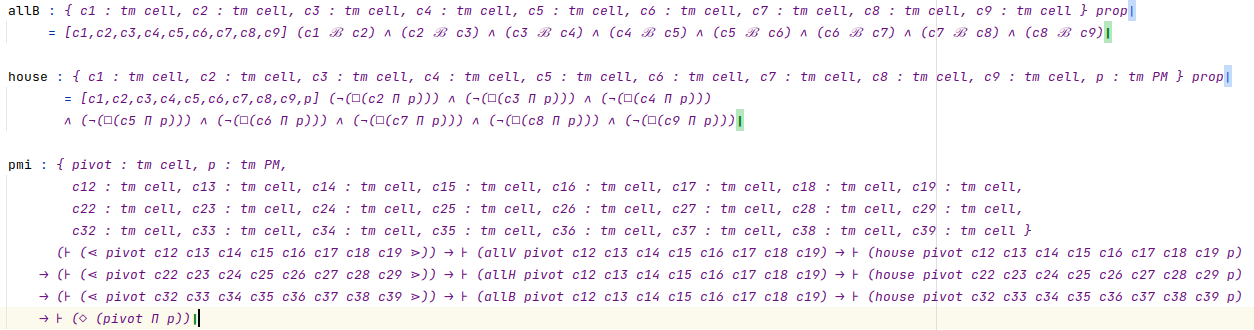 allB : { c1 : tm cell, c2 : tm cell, c3 : tm cell, c4 : tm cell, c5 : tm cell, c6 : tm cell, c7 : tm cell, c8 : tm cell, c9 : tm cell } prop❙
= [c1,c2,c3,c4,c5,c6,c7,c8,c9] (c1 ℬ c2) ∧ (c2 ℬ c3) ∧ (c3 ℬ c4) ∧ (c4 ℬ c5) ∧ (c5 ℬ c6) ∧ (c6 ℬ c7) ∧ (c7 ℬ c8) ∧ (c8 ℬ c9)❙
house : { c1 : tm cell, c2 : tm cell, c3 : tm cell, c4 : tm cell, c5 : tm cell, c6 : tm cell, c7 : tm cell, c8 : tm cell, c9 : tm cell, p : tm PM } prop❙
= [c1,c2,c3,c4,c5,c6,c7,c8,c9,p] (¬(□(c2 Π p))) ∧ (¬(□(c3 Π p))) ∧ (¬(□(c4 Π p)))
∧ (¬(□(c5 Π p))) ∧ (¬(□(c6 Π p))) ∧ (¬(□(c7 Π p))) ∧ (¬(□(c8 Π p))) ∧ (¬(□(c9 Π p)))❙
pmi : { pivot : tm cell, p : tm PM,
c12 : tm cell, c13 : tm cell, c14 : tm cell, c15 : tm cell, c16 : tm cell, c17 : tm cell, c18 : tm cell, c19 : tm cell,
c22 : tm cell, c23 : tm cell, c24 : tm cell, c25 : tm cell, c26 : tm cell, c27 : tm cell, c28 : tm cell, c29 : tm cell,
c32 : tm cell, c33 : tm cell, c34 : tm cell, c35 : tm cell, c36 : tm cell, c37 : tm cell, c38 : tm cell, c39 : tm cell }
(⊦ (⋖ pivot c12 c13 c14 c15 c16 c17 c18 c19 ⋗)) → ⊦ (allV pivot c12 c13 c14 c15 c16 c17 c18 c19) → ⊦ (house pivot c12 c13 c14 c15 c16 c17 c18 c19 p)
→ (⊦ (⋖ pivot c22 c23 c24 c25 c26 c27 c28 c29 ⋗)) → ⊦ (allH pivot c12 c13 c14 c15 c16 c17 c18 c19) → ⊦ (house pivot c22 c23 c24 c25 c26 c27 c28 c29 p)
→ (⊦ (⋖ pivot c32 c33 c34 c35 c36 c37 c38 c39 ⋗)) → ⊦ (allB pivot c12 c13 c14 c15 c16 c17 c18 c19) → ⊦ (house pivot c32 c33 c34 c35 c36 c37 c38 c39 p)
→ ⊦ (◇ (pivot Π p))❙